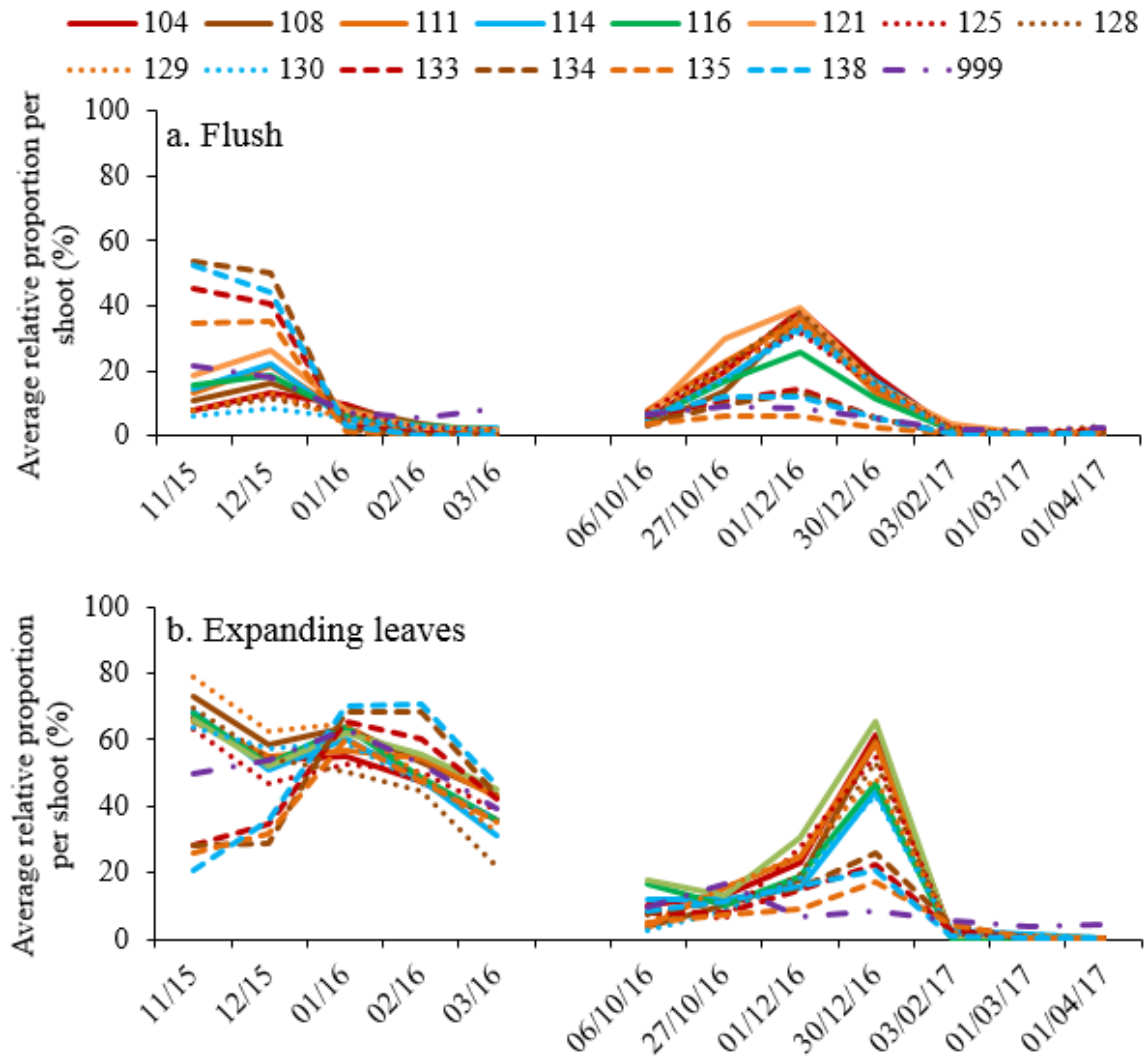 104 108 111 114 116 121 125 128
129 130 133 134 135 138 999
Average relative proportion per
shoot (%)
a. Flush
100
80
60
40
20
0
11/15 12/15 01/16 02/16 03/16 06/10/16 27/10/16 01/12/16 30/12/16 03/02/17 01/03/17 01/04/17
Average relative proportion
per shoot (%)
b. Expanding leaves
100
80
60
40
20
0
11/15 12/15 01/16 02/16 03/16 06/10/16 27/10/16 01/12/16 30/12/16 03/02/17 01/03/17 01/04/17